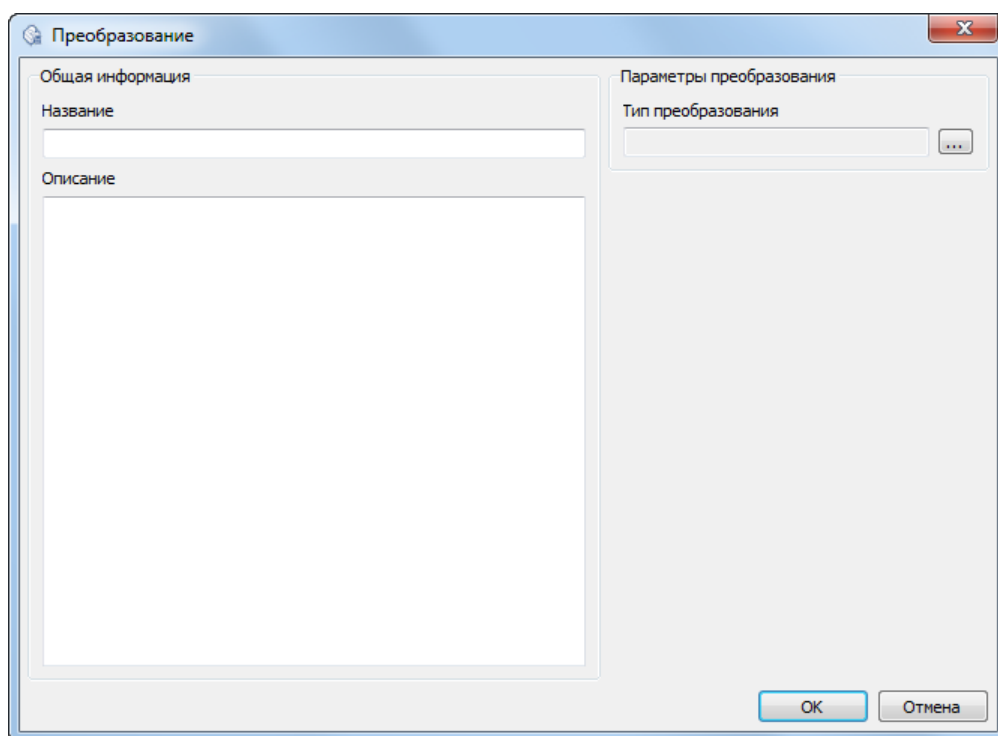 Преобразование
Общая информация
Название
Описание
Параметры преобразования
Тип преобразования
...
OK
Отмена